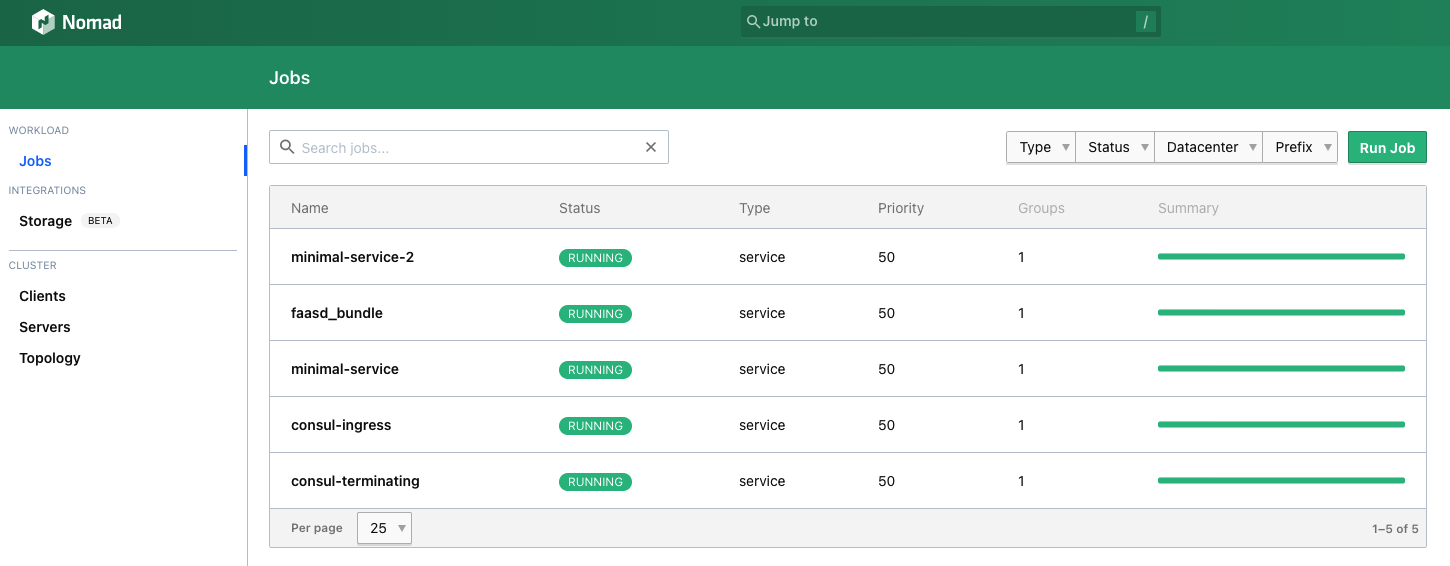 Nomad
Jump to /
Jobs
WORKLOAD
Jobs
INTEGRATIONS
Storage BETA
CLUSTER
Clients
Servers
Topology
Search jobs...
Type Status Datacenter Prefix Run Job
Name Status Type Priority Groups Summary
minimal-service-2 RUNNING service 50 1
faasd_bundle RUNNING service 50 1
minimal-service RUNNING service 50 1
consul-ingress RUNNING service 50 1
consul-terminating RUNNING service 50 1
Per page 25 1–5 of 5